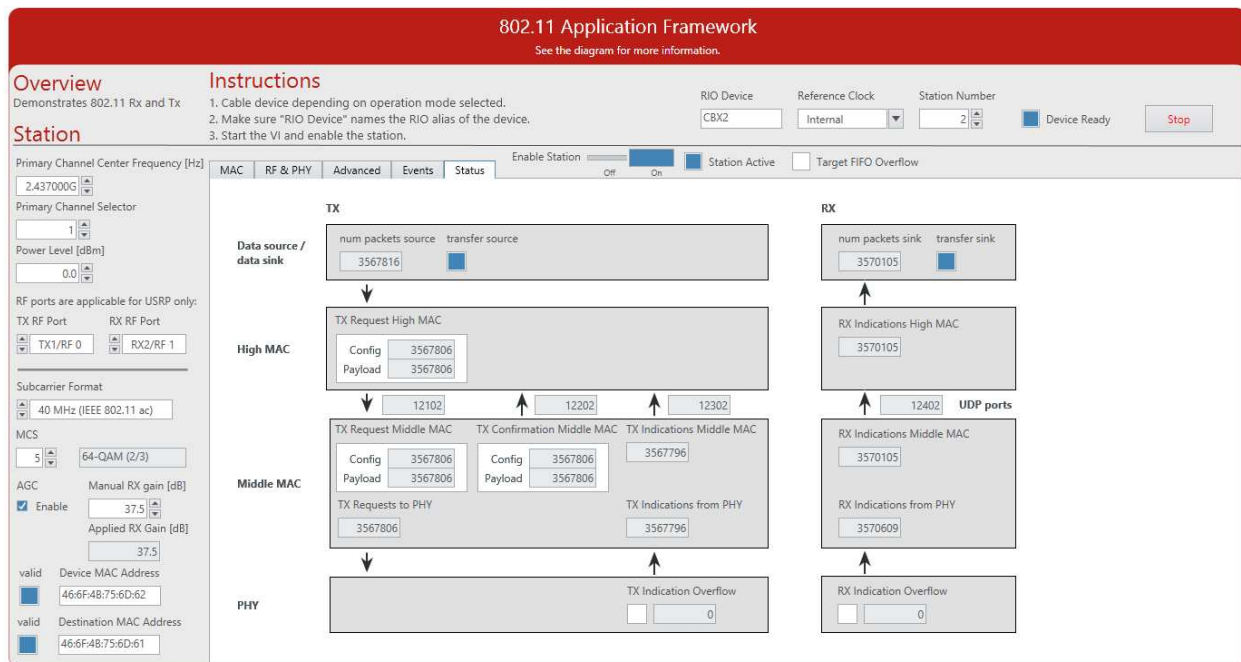 802.11 Application Framework
See the diagram for more information.
Overview
Demonstrates 802.11 Rx and Tx
Station
Instructions
1. Cable device depending on operation mode selected.
2. Make sure "RIO Device" names the RIO alias of the device.
3. Start the VI and enable the station.
RIO Device
CBX2
Reference Clock
Internal
Station Number
2
Device Ready
Stop
Primary Channel Center Frequency [Hz]
2.437000G
Primary Channel Selector
1
Power Level [dBm]
0.0
RF ports are applicable for USRP only:
TX RF Port RX RF Port
TX1/RF 0 RX2/RF 1
Subcarrier Format
40 MHz (IEEE 802.11 ac)
MCS
5 64-QAM (2/3)
AGC Manual RX gain [dB]
Enable 37.5
Applied RX Gain [dB]
37.5
valid Device MAC Address
46:6F:4B:75:6D:62
valid Destination MAC Address
46:6F:4B:75:6D:61
MAC RF & PHY Advanced Events Status
Enable Station
Off On
Station Active
Target FIFO Overflow
TX RX
Data source /
data sink
num packets source transfer source
3567816
num packets sink transfer sink
3570105
High MAC
TX Request High MAC
Config 3567806
Payload 3567806
RX Indications High MAC
3570105
12102 12202 12302 12402 UDP ports
Middle MAC
TX Request Middle MAC TX Confirmation Middle MAC TX Indications Middle MAC
Config 3567806 Config 3567806 3567796
Payload 3567806 Payload 3567806
RX Indications Middle MAC
3570105
TX Requests to PHY TX Indications from PHY
3567806 3567796
RX Indications from PHY
3570609
PHY
TX Indication Overflow
0
RX Indication Overflow
0